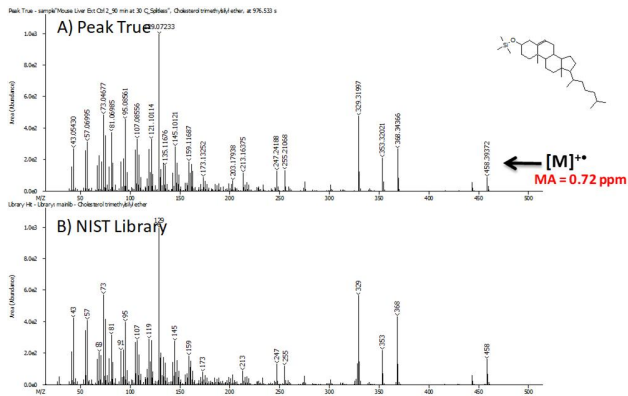 Peak True - sample"Mouse Liver Ext Ctrl 2_90 min at 30 C_Splitless", Cholesterol trimethylsilyl ether, at 976.533 s
A) Peak True
129.07233
1.0e3
8.0e2
6.0e2
4.0e2
2.0e2
0.0e0
Area (Abundance)
43.05430
57.06995
73.04677
81.06985
95.08561
107.08556
121.10114
135.11676
145.10121
159.11687
173.13252
203.17938
213.16375
247.24188
255.21068
329.31997
353.32021
368.34366
458.39372
Si
O
[M]+•
MA = 0.72 ppm
M/Z 50 100 150 200 250 300 350 400 450 500
Library Hit - Library: mainlib - Cholesterol trimethylsilyl ether
B) NIST Library
129
1.0e3
8.0e2
6.0e2
4.0e2
2.0e2
0.0e0
Area (Abundance)
43
57
69
73
81
91
95
107
119
145
159
173
213
247
255
329
353
368
458
M/Z 50 100 150 200 250 300 350 400 450 500